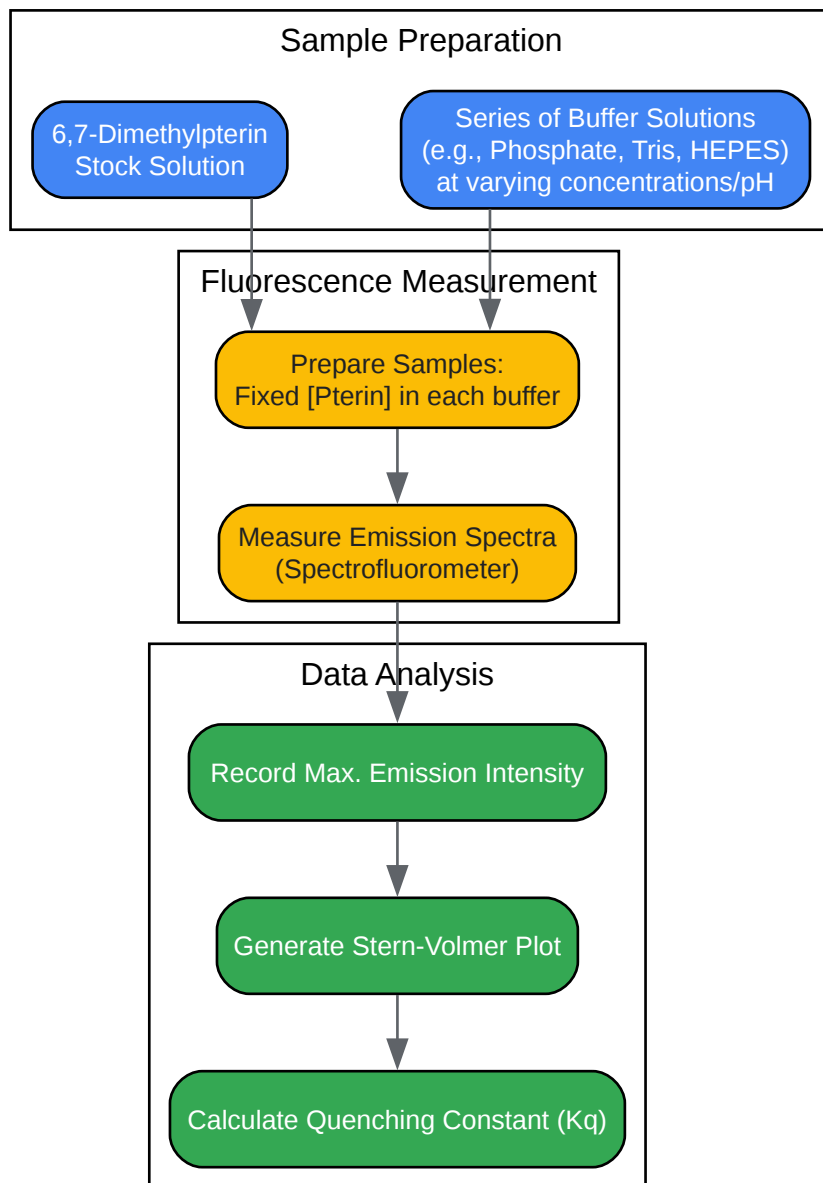 Sample Preparation
6,7-Dimethylpterin
Stock Solution
Series of Buffer Solutions
(e.g., Phosphate, Tris, HEPES)
at varying concentrations/pH
Fluorescence Measurement
Prepare Samples:
Fixed [Pterin] in each buffer
Measure Emission Spectra
(Spectrofluorometer)
Data Analysis
Record Max. Emission Intensity
Generate Stern-Volmer Plot
Calculate Quenching Constant (Kq)